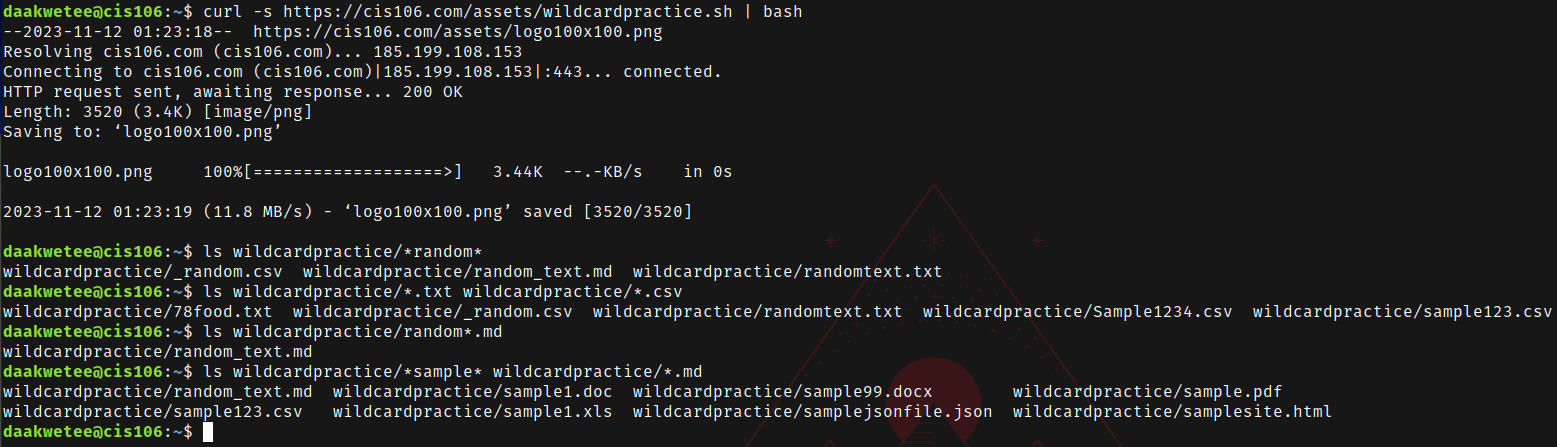 daakwetee@cis106:~$ curl -s https://cis106.com/assets/wildcardpractice.sh | bash
--2023-11-12 01:23:18--  https://cis106.com/assets/logo100x100.png
Resolving cis106.com (cis106.com)... 185.199.108.153
Connecting to cis106.com (cis106.com)|185.199.108.153|:443... connected.
HTTP request sent, awaiting response... 200 OK
Length: 3520 (3.4K) [image/png]
Saving to: ‘logo100x100.png’
logo100x100.png     100%[===================>]   3.44K  --.-KB/s    in 0s
2023-11-12 01:23:19 (11.8 MB/s) - ‘logo100x100.png’ saved [3520/3520]
daakwetee@cis106:~$ ls wildcardpractice/*random*
wildcardpractice/_random.csv  wildcardpractice/random_text.md  wildcardpractice/randomtext.txt
daakwetee@cis106:~$ ls wildcardpractice/*.txt wildcardpractice/*.csv
wildcardpractice/78food.txt  wildcardpractice/_random.csv  wildcardpractice/randomtext.txt  wildcardpractice/Sample1234.csv  wildcardpractice/sample123.csv
daakwetee@cis106:~$ ls wildcardpractice/random*.md
wildcardpractice/random_text.md
daakwetee@cis106:~$ ls wildcardpractice/*sample* wildcardpractice/*.md
wildcardpractice/random_text.md  wildcardpractice/sample1.doc  wildcardpractice/sample99.docx        wildcardpractice/sample.pdf
wildcardpractice/sample123.csv   wildcardpractice/sample1.xls  wildcardpractice/samplejsonfile.json  wildcardpractice/samplesite.html
daakwetee@cis106:~$